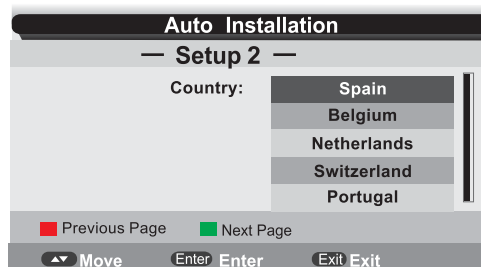 Auto Installation
— Setup 2 —
Country: Spain
Belgium
Netherlands
Switzerland
Portugal
Previous Page Next Page
Move Enter Enter Exit Exit